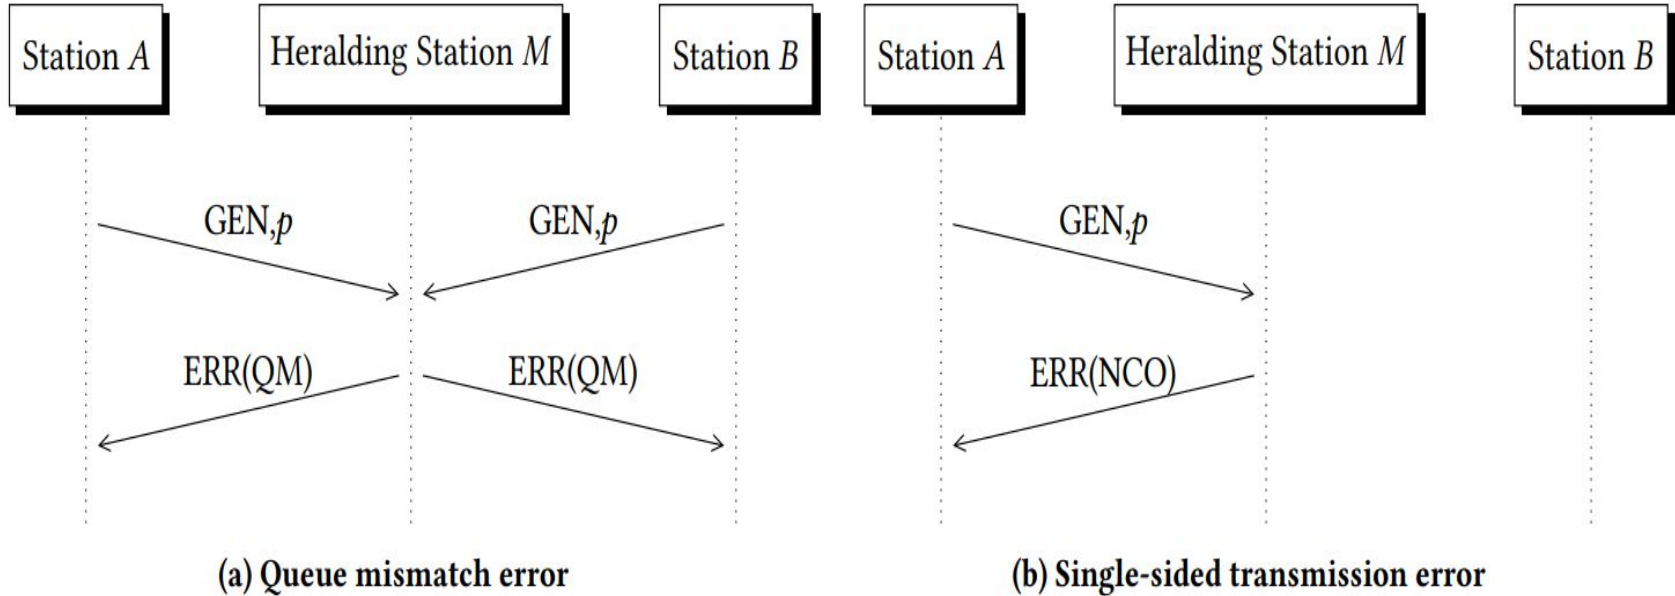 Station A
Heralding Station M
Station B
Station A
Heralding Station M
Station B
GEN,p
GEN,p
GEN,p
ERR(QM)
ERR(QM)
ERR(NCO)
(a) Queue mismatch error
(b) Single-sided transmission error